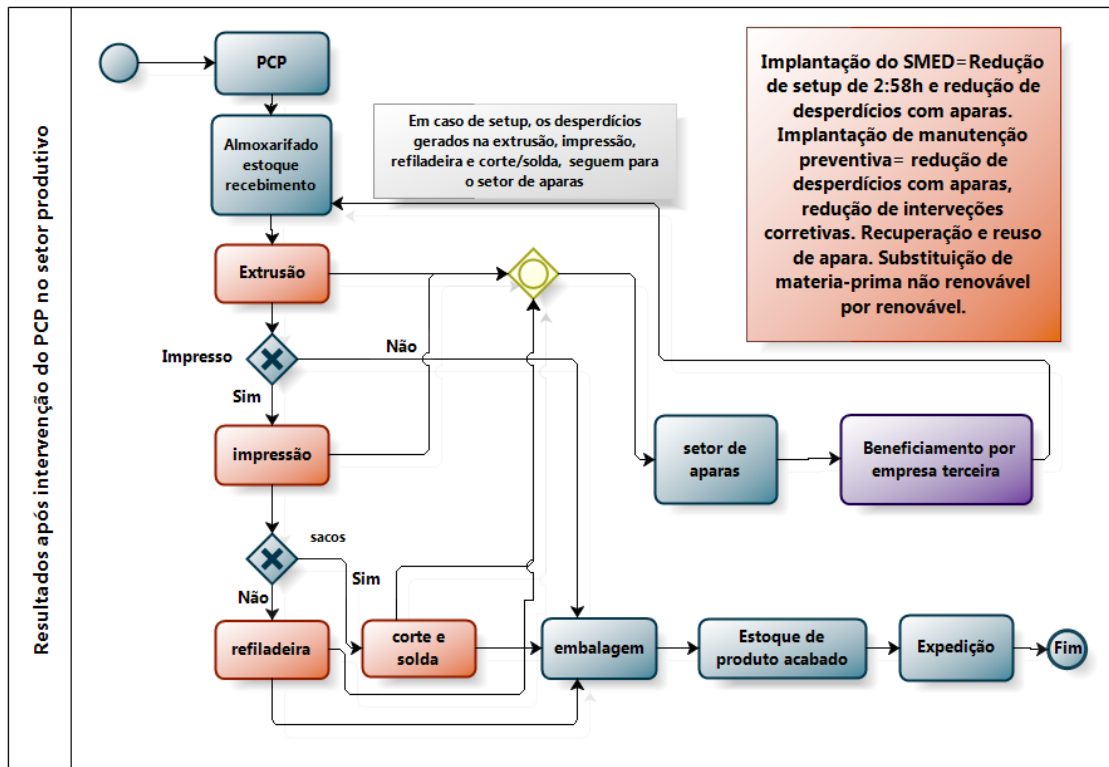 Resultados após intervenção do PCP no setor produtivo
PCP
Almoxarifado
estoque
recebimento
Em caso de setup, os desperdícios
gerados na extrusão, impressão,
refiladeira e corte/solda, seguem para
o setor de aparas
Implantação do SMED=Redução
de setup de 2:58h e redução de
desperdícios com aparas.
Implantação de manutenção
preventiva= redução de
desperdícios com aparas,
redução de interveções
corretivas. Recuperação e reuso
de apara. Substituição de
materia-prima não renovável
por renovável.
Extrusão
Impresso
Não
Sim
impressão
setor de
aparas
Beneficiamento por
empresa terceira
sacos
Sim
Não
refiladeira
corte e
solda
embalagem
Estoque de
produto acabado
Expedição
Fim